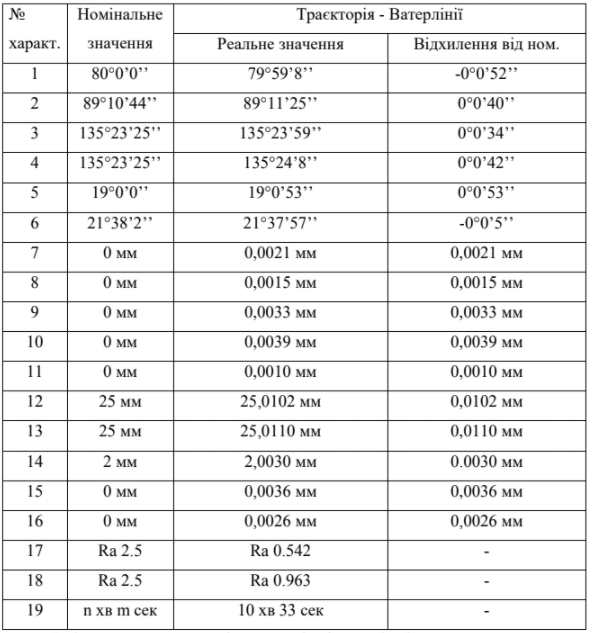 № характ. Номінальне значення Траєкторія - Ватерлінії
Реальне значення Відхилення від ном.
1 80°0’0’’ 79°59’8’’ -0°0’52’’
2 89°10’44’’ 89°11’25’’ 0°0’40’’
3 135°23’25’’ 135°23’59’’ 0°0’34’’
4 135°23’25’’ 135°24’8’’ 0°0’42’’
5 19°0’0’’ 19°0’53’’ 0°0’53’’
6 21°38’2’’ 21°37’57’’ -0°0’5’’
7 0 мм 0,0021 мм 0,0021 мм
8 0 мм 0,0015 мм 0,0015 мм
9 0 мм 0,0033 мм 0,0033 мм
10 0 мм 0,0039 мм 0,0039 мм
11 0 мм 0,0010 мм 0,0010 мм
12 25 мм 25,0102 мм 0,0102 мм
13 25 мм 25,0110 мм 0,0110 мм
14 2 мм 2,0030 мм 0.0030 мм
15 0 мм 0,0036 мм 0,0036 мм
16 0 мм 0,0026 мм 0,0026 мм
17 Ra 2.5 Ra 0.542 -
18 Ra 2.5 Ra 0.963 -
19 n хв m сек 10 хв 33 сек -